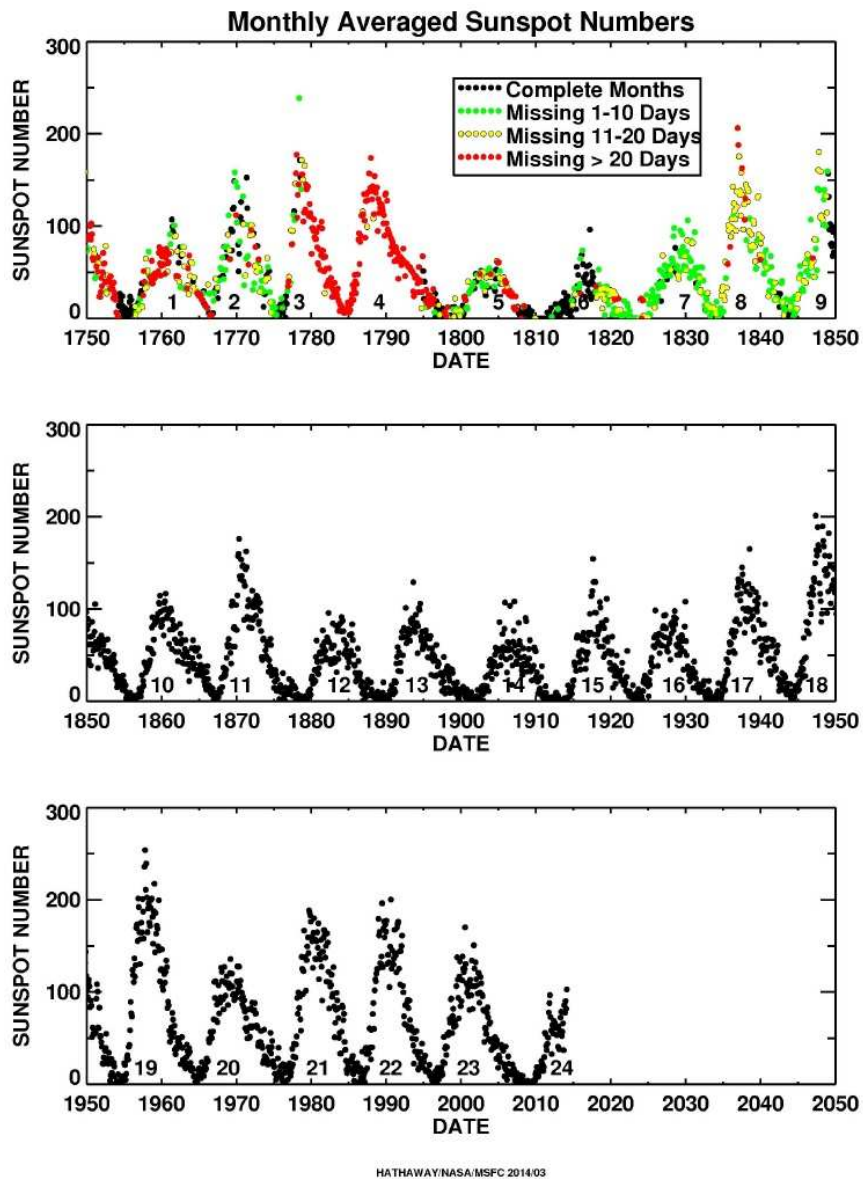 Monthly Averaged Sunspot Numbers
300
200
100
0
SUNSPOT NUMBER
Complete Months
Missing 1-10 Days
Missing 11-20 Days
Missing > 20 Days
1 2 3 4 5 6 7 8 9
1750 1760 1770 1780 1790 1800 1810 1820 1830 1840 1850
DATE
300
200
100
0
SUNSPOT NUMBER
10 11 12 13 14 15 16 17 18
1850 1860 1870 1880 1890 1900 1910 1920 1930 1940 1950
DATE
300
200
100
0
SUNSPOT NUMBER
19 20 21 22 23 24
1950 1960 1970 1980 1990 2000 2010 2020 2030 2040 2050
DATE
HATHAWAY/NASA/MSFC 2014/03